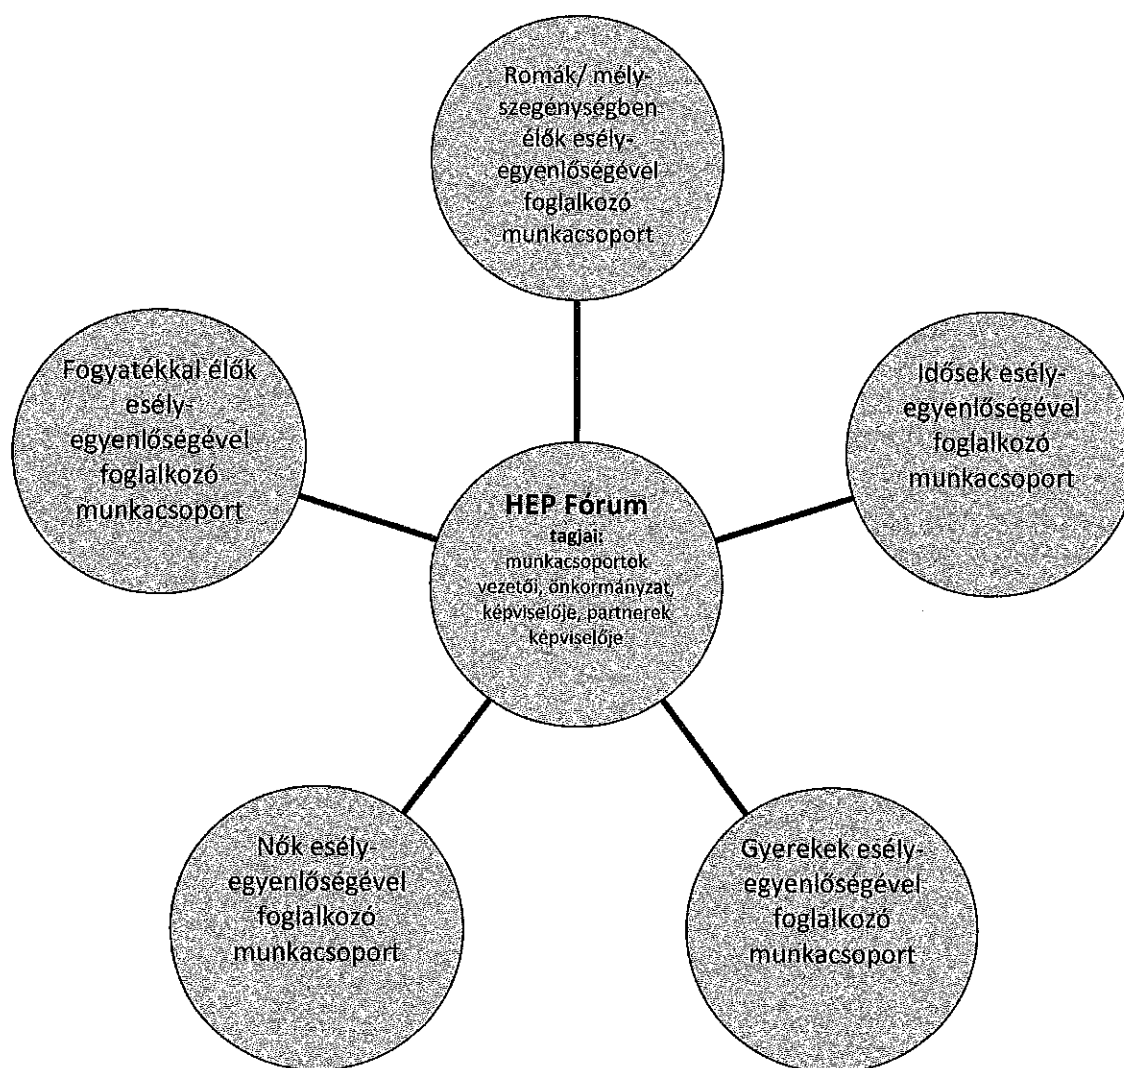 Romák/ mély-
szegénységben
élők esély-
egyenlőségével
foglalkozó
munkacsoport
Fogyatékkal élők
esély-
egyenlőségével
foglalkozó
munkacsoport
Idősek esély-
egyenlőségével
foglalkozó
munkacsoport
HEP Fórum
tagjai:
munkacsoportok
vezetői, önkormányzat,
képviselője, partnerek
képviselője
Nők esély-
egyenlőségével
foglalkozó
munkacsoport
Gyerekek esély-
egyenlőségével
foglalkozó
munkacsoport